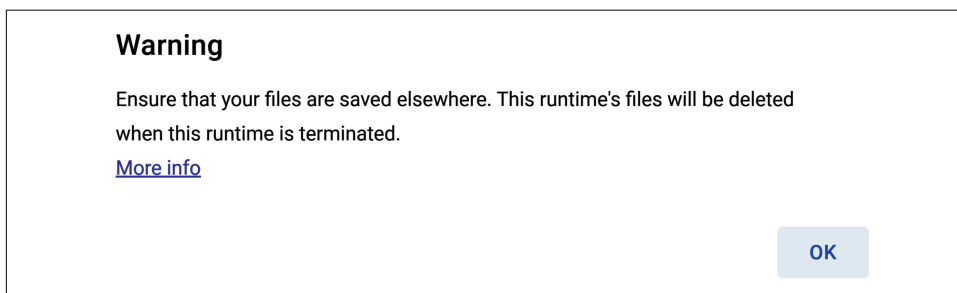 Warning
Ensure that your files are saved elsewhere. This runtime's files will be deleted
when this runtime is terminated.
More info
OK